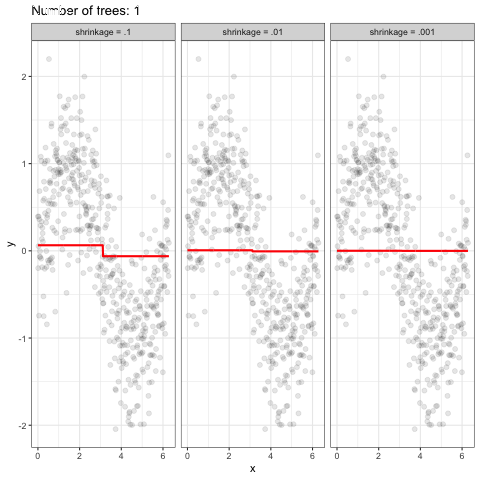 Number of trees: 1
shrinkage = .1
shrinkage = .01
shrinkage = .001
2
1
0
-1
-2
y
0 2 4 6
0 2 4 6
0 2 4 6
x